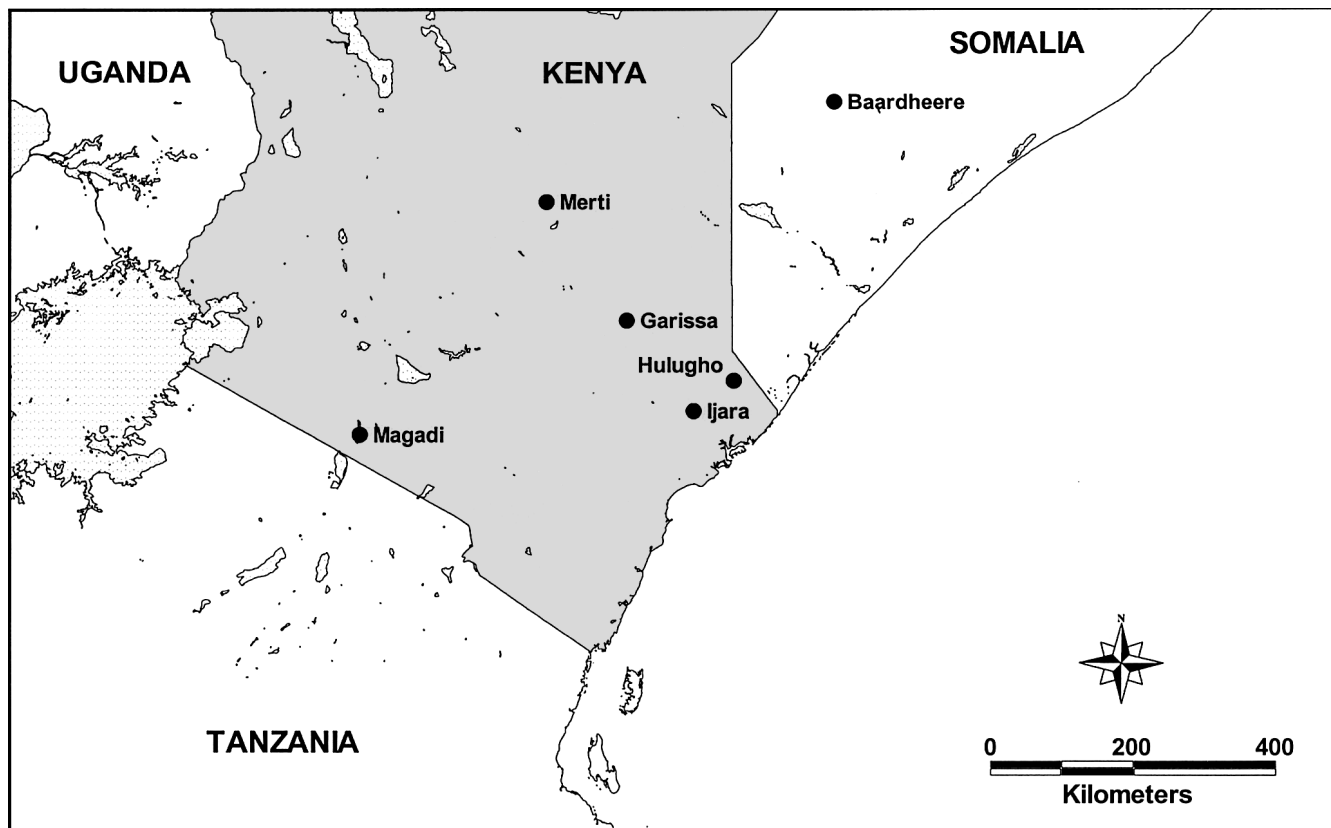 SOMALIA
UGANDA
KENYA
Baardheere
Merti
Garissa
Hulugho
Ijara
Magadi
N
TANZANIA
0 200 400
Kilometers